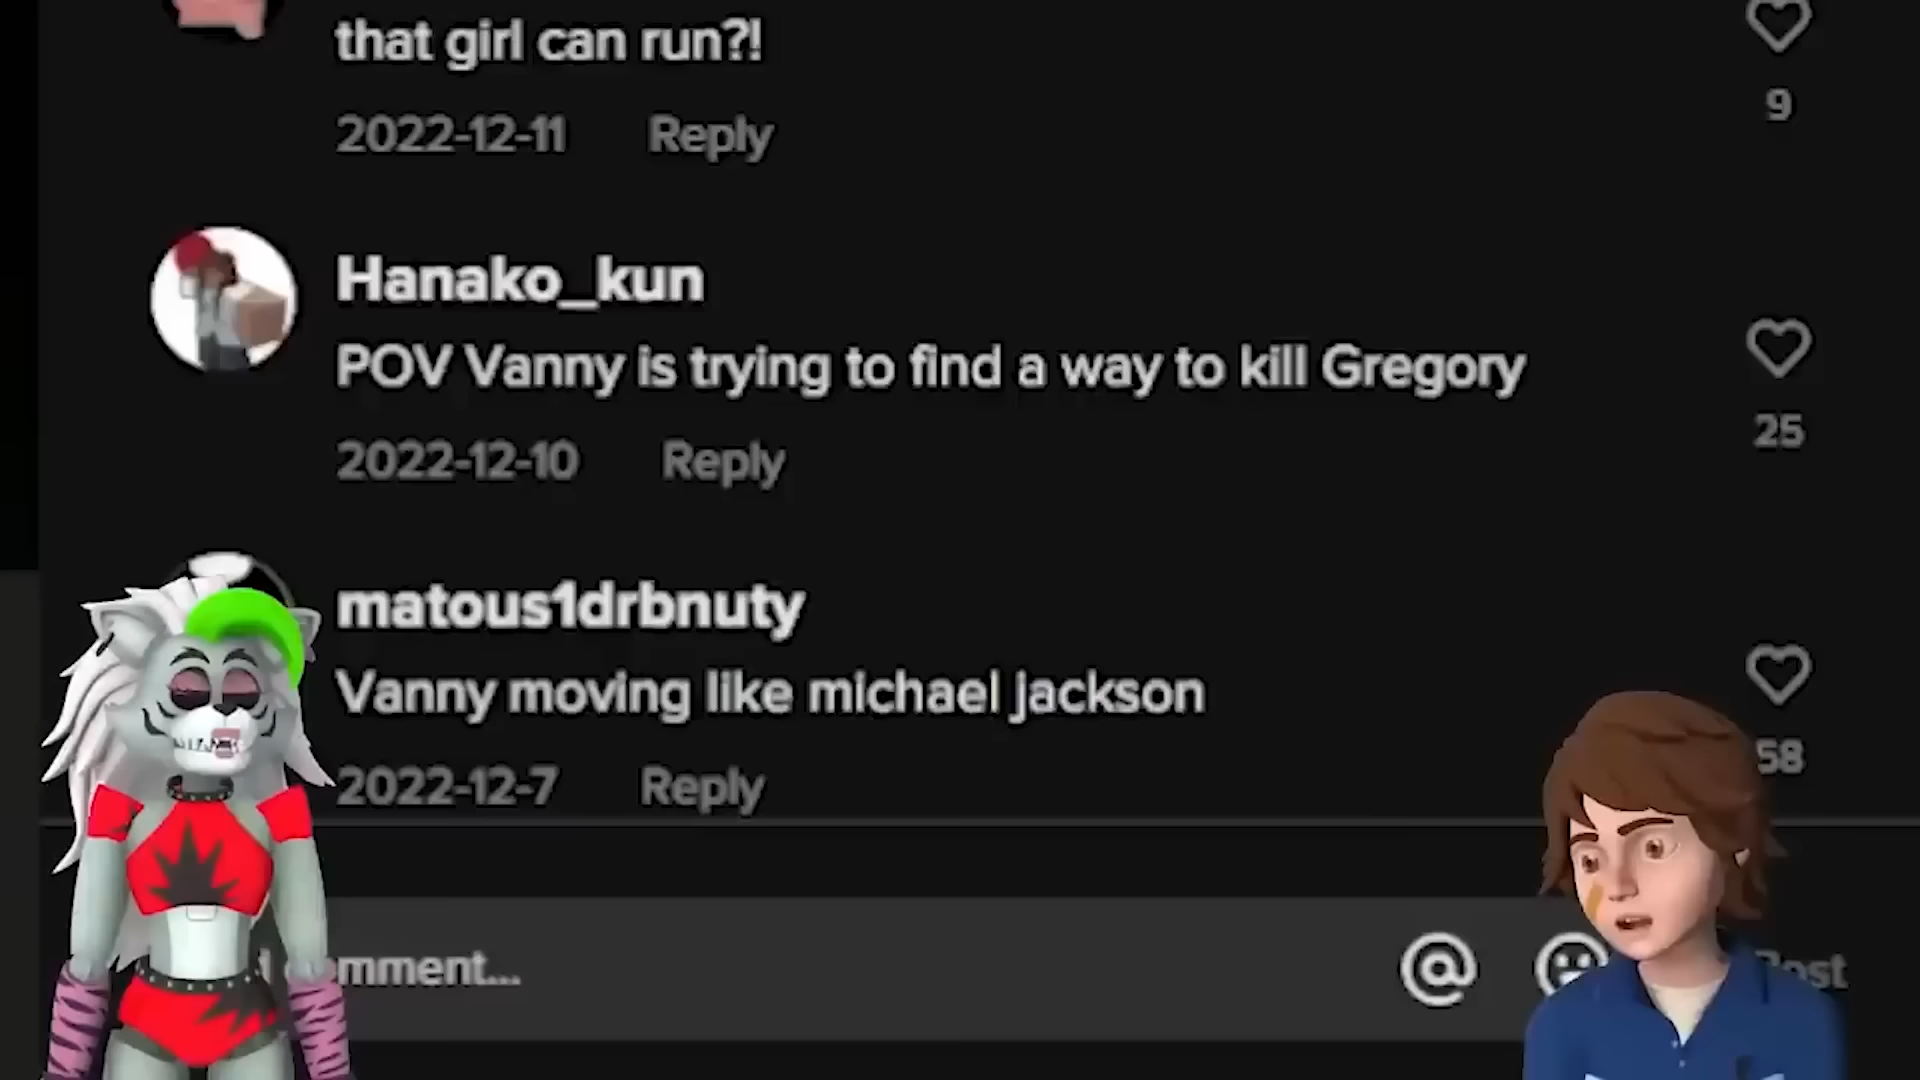 that girl can run?!
9
2022-12-11 Reply
Hanako_kun
POV Vanny is trying to find a way to kill Gregory
25
2022-12-10 Reply
matous1drbnuty
Vanny moving like michael jackson
58
2022-12-7 Reply
mment...
@